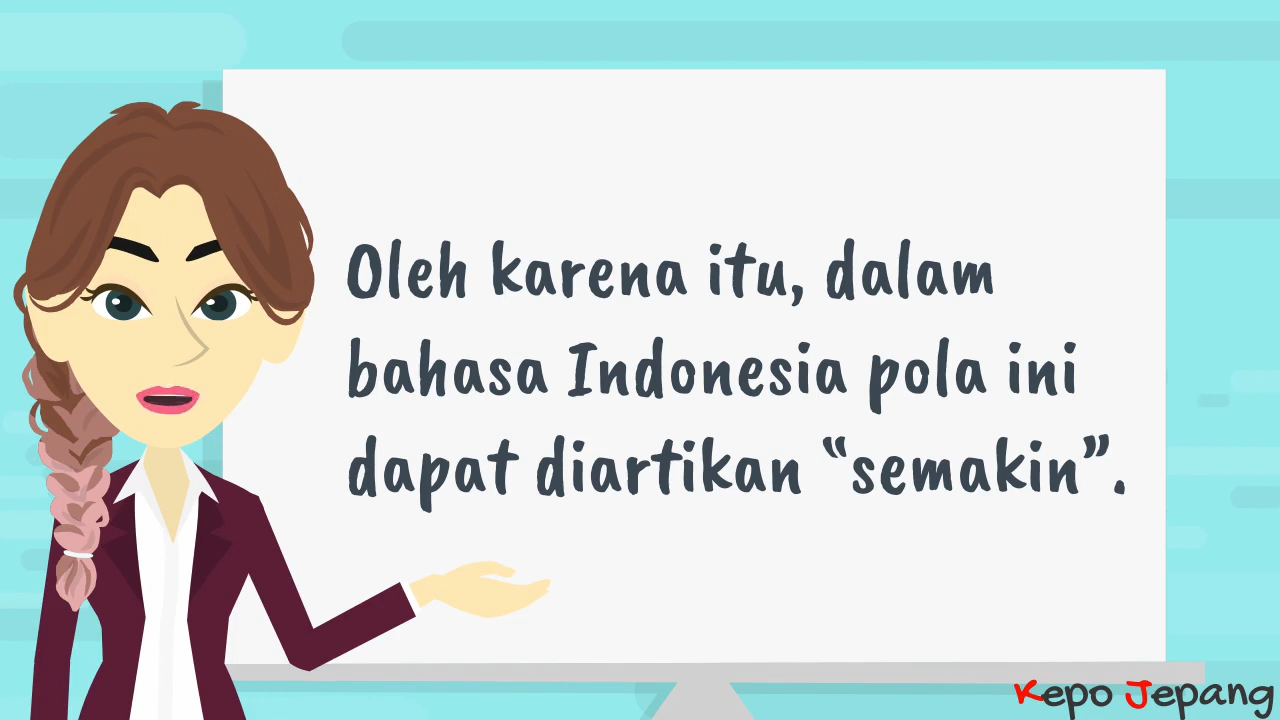 Oleh karena itu, dalam
bahasa Indonesia pola ini
dapat diartikan “semakin”.
Kepo Jepang